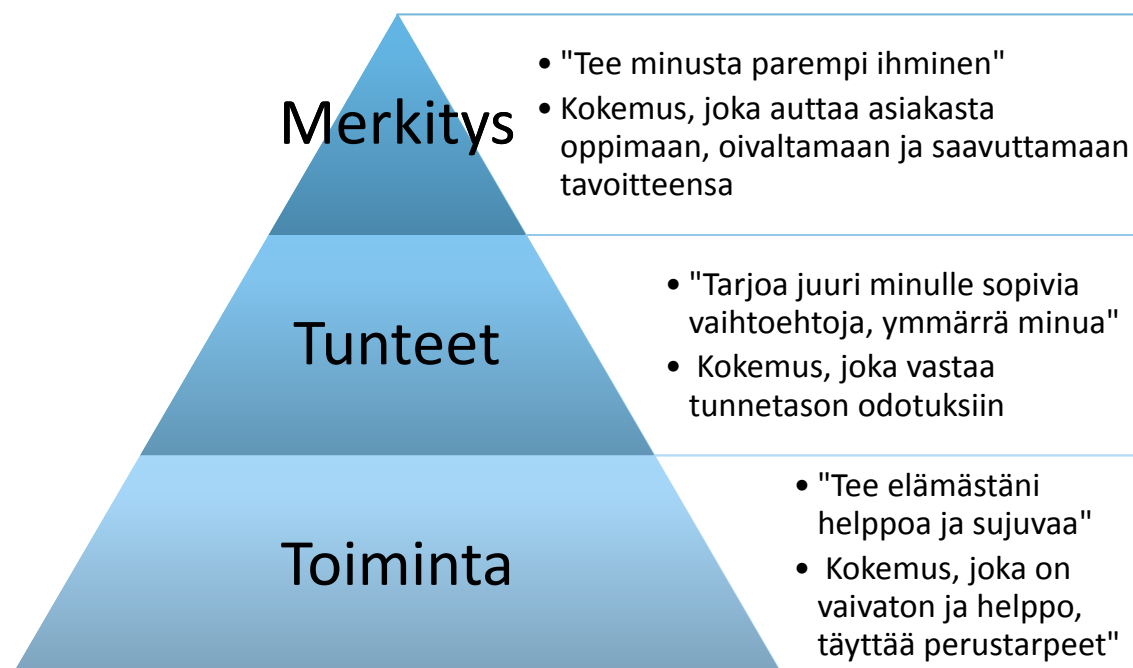 Merkitys
• "Tee minusta parempi ihminen"
• Kokemus, joka auttaa asiakasta
oppimaan, oivaltamaan ja saavuttamaan
tavoitteensa
Tunteet
• "Tarjoa juuri minulle sopivia
vaihtoehtoja, ymmärrä minua"
• Kokemus, joka vastaa
tunnetason odotuksiin
Toiminta
• "Tee elämästäni
helppoa ja sujuvaa"
• Kokemus, joka on
vaivaton ja helppo,
täyttää perustarpeet"